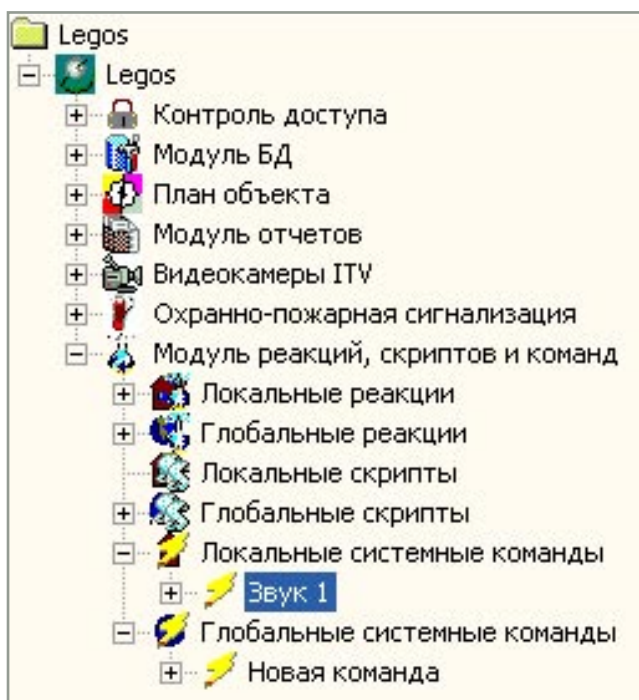 Legos
Legos
Контроль доступа
Модуль БД
План объекта
Модуль отчетов
Видеокамеры ITV
Охранно-пожарная сигнализация
Модуль реакций, скриптов и команд
Локальные реакции
Глобальные реакции
Локальные скрипты
Глобальные скрипты
Локальные системные команды
Звук 1
Глобальные системные команды
Новая команда